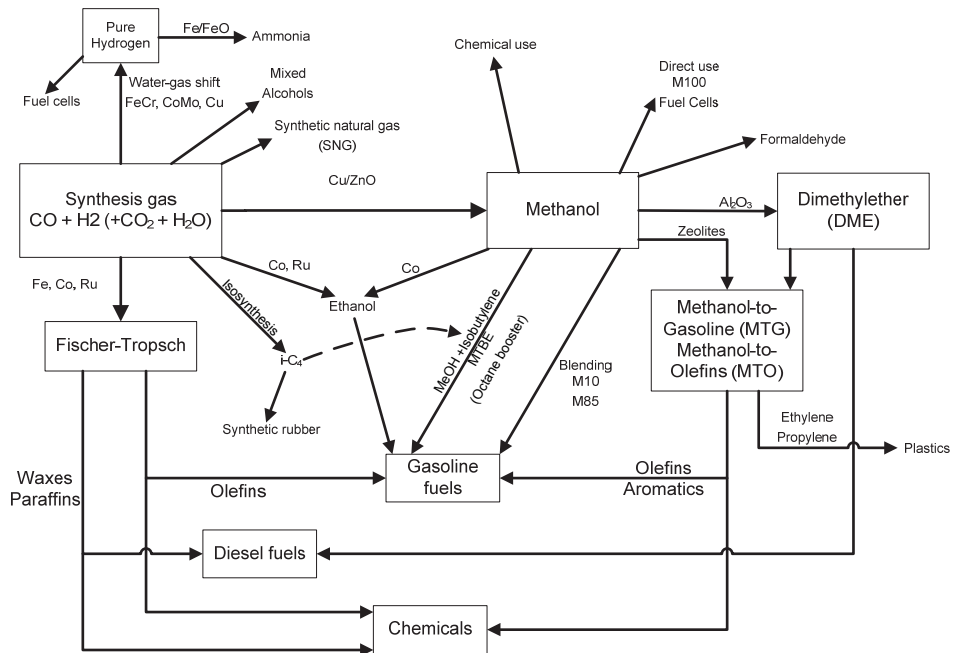 Pure
Hydrogen
Fe/FeO
Ammonia
Fuel cells
Water-gas shift
FeCr, CoMo, Cu
Mixed
Alcohols
Synthetic natural gas
(SNG)
Chemical use
Direct use
M100
Fuel Cells
Formaldehyde
Synthesis gas
CO + H2 (+CO₂ + H₂O)
Cu/ZnO
Methanol
Al₂O₃
Dimethylether
(DME)
Zeolites
Fe, Co, Ru
Isosynthesis
Co, Ru
Co
Ethanol
Fischer-Tropsch
i-C₄
Synthetic rubber
MeOH +Isobutylene
MTBE
(Octane booster)
Blending
M10
M85
Methanol-to-
Gasoline (MTG)
Methanol-to-
Olefins (MTO)
Ethylene
Propylene
Plastics
Waxes
Paraffins
Olefins
Gasoline
fuels
Olefins
Aromatics
Diesel fuels
Chemicals